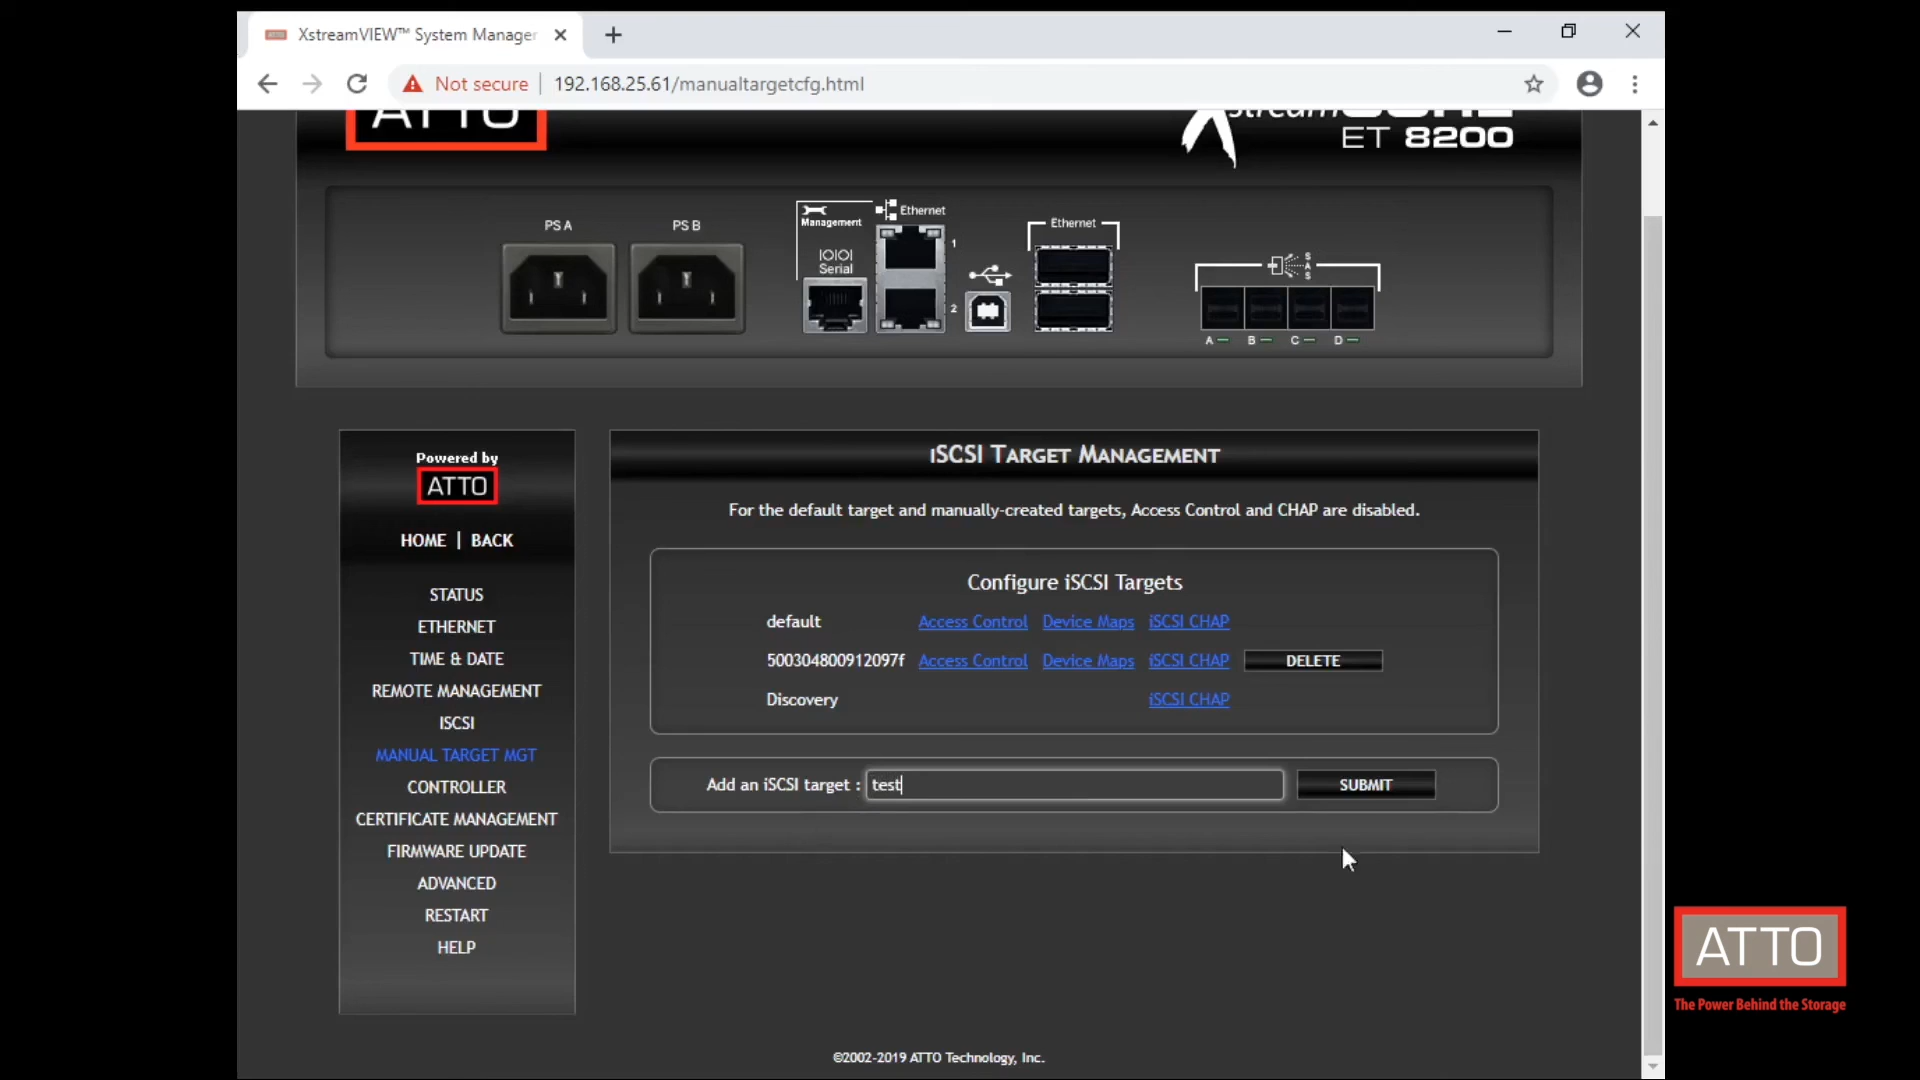 XstreamVIEW™ System Manager
Not secure | 192.168.25.61/manualtargetcfg.html
ATTO
XstreamCORE
ET 8200
PS A
PS B
Management
Ethernet
IOIOI
Serial
1
2
Ethernet
SAS
A
B
C
D
Powered by
ATTO
HOME | BACK
STATUS
ETHERNET
TIME & DATE
REMOTE MANAGEMENT
ISCSI
MANUAL TARGET MGT
CONTROLLER
CERTIFICATE MANAGEMENT
FIRMWARE UPDATE
ADVANCED
RESTART
HELP
iSCSI TARGET MANAGEMENT
For the default target and manually-created targets, Access Control and CHAP are disabled.
Configure iSCSI Targets
default Access Control Device Maps iSCSI CHAP
500304800912097f Access Control Device Maps iSCSI CHAP DELETE
Discovery iSCSI CHAP
Add an iSCSI target : test SUBMIT
©2002-2019 ATTO Technology, Inc.
ATTO
The Power Behind the Storage